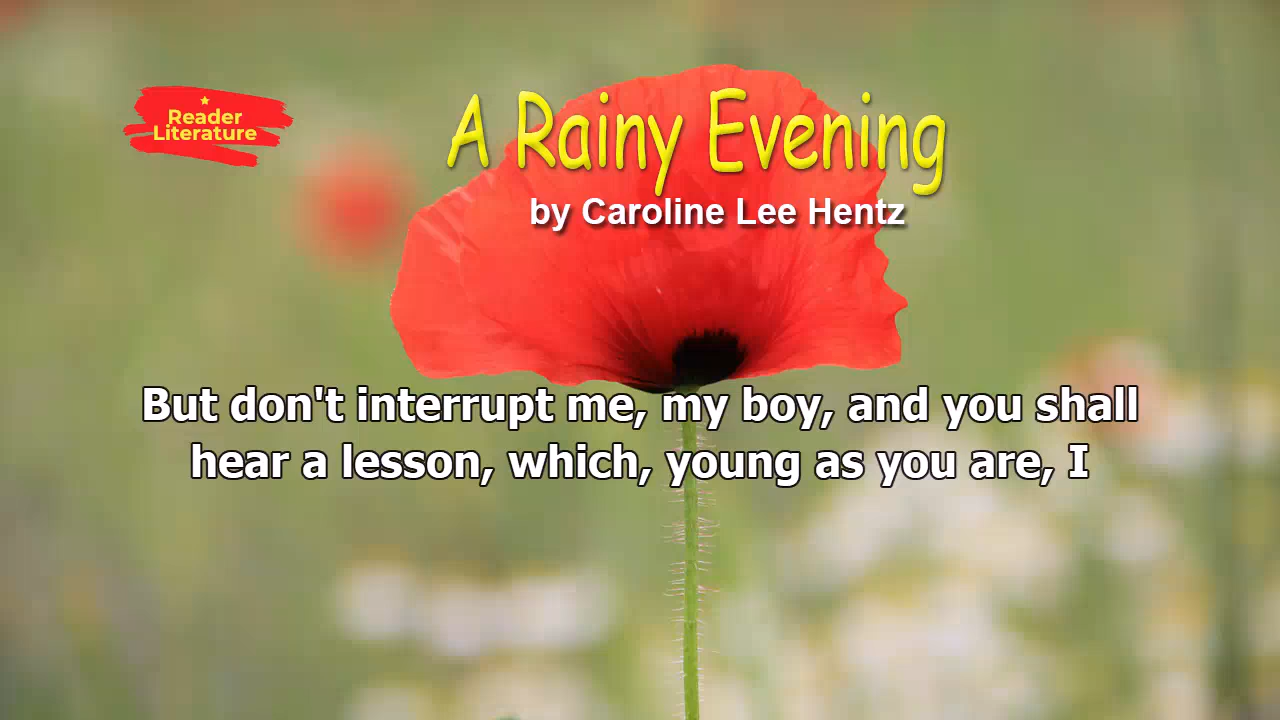 Reader
Literature
A Rainy Evening
by Caroline Lee Hentz
But don't interrupt me, my boy, and you shall
hear a lesson, which, young as you are, I